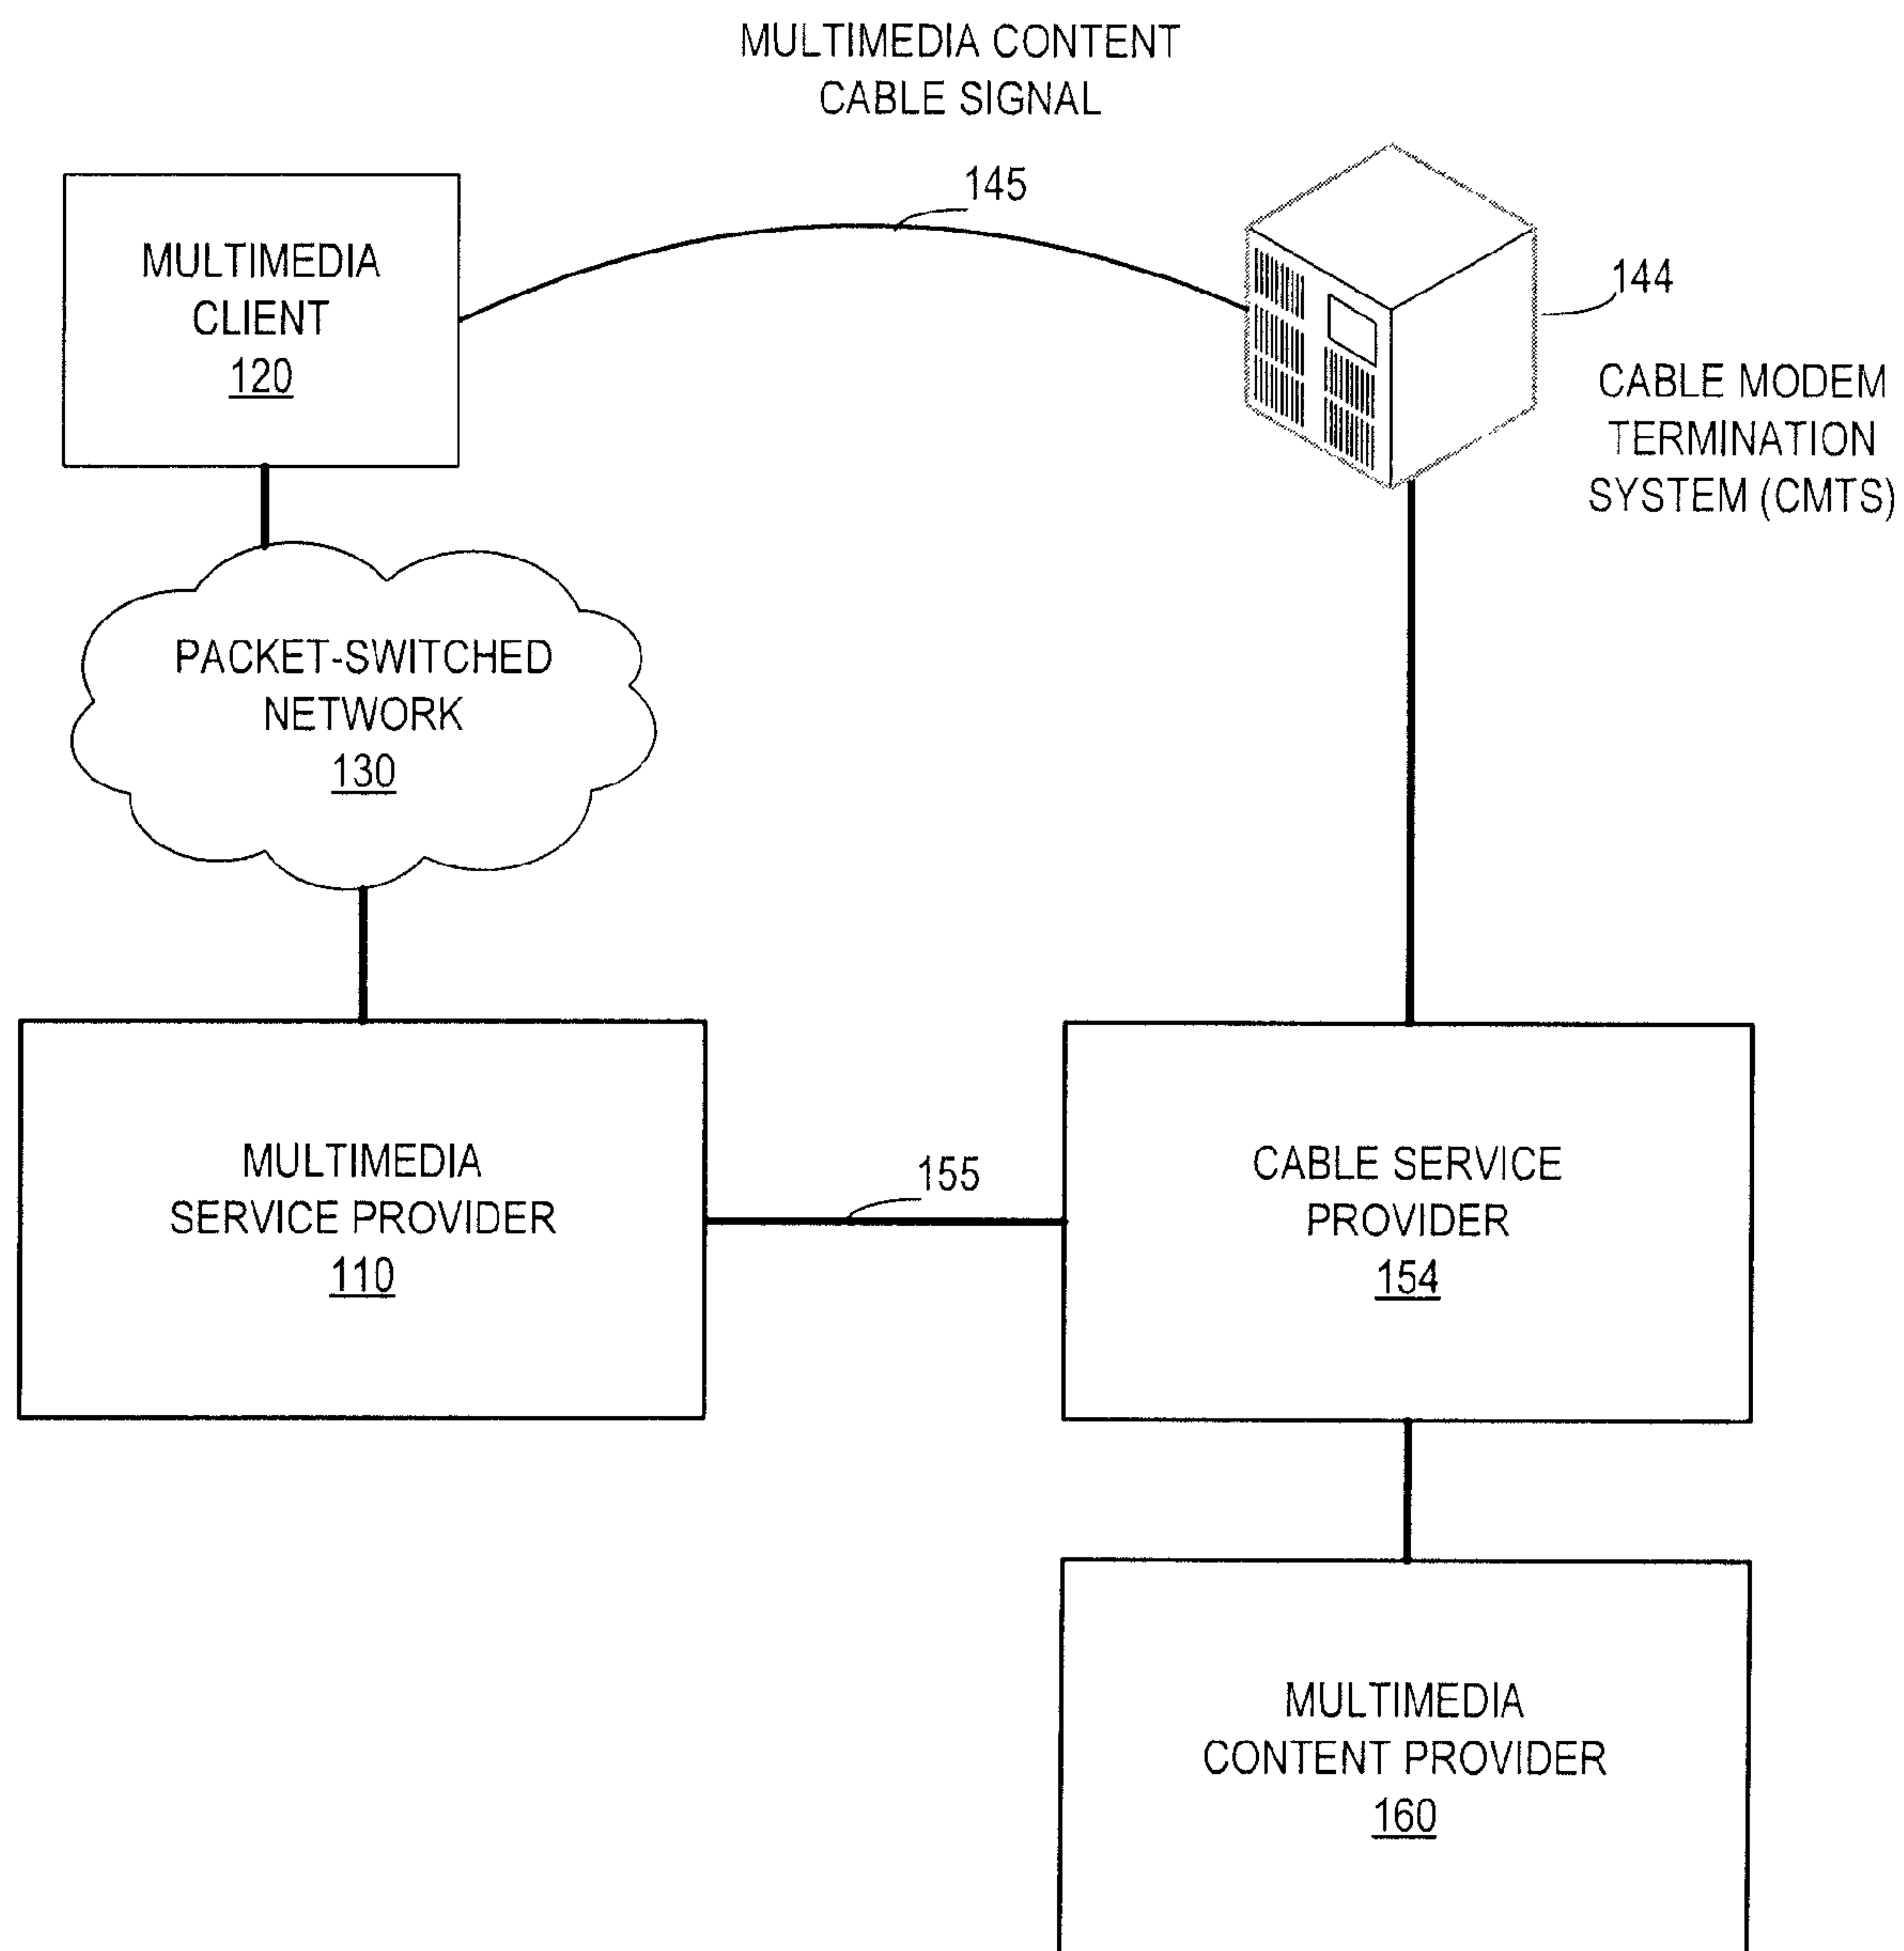 MULTIMEDIA CONTENT
CABLE SIGNAL
145
MULTIMEDIA
CLIENT
120
144
CABLE MODEM
TERMINATION
SYSTEM (CMTS)
PACKET-SWITCHED
NETWORK
130
MULTIMEDIA
SERVICE PROVIDER
110
155
CABLE SERVICE
PROVIDER
154
MULTIMEDIA
CONTENT PROVIDER
160